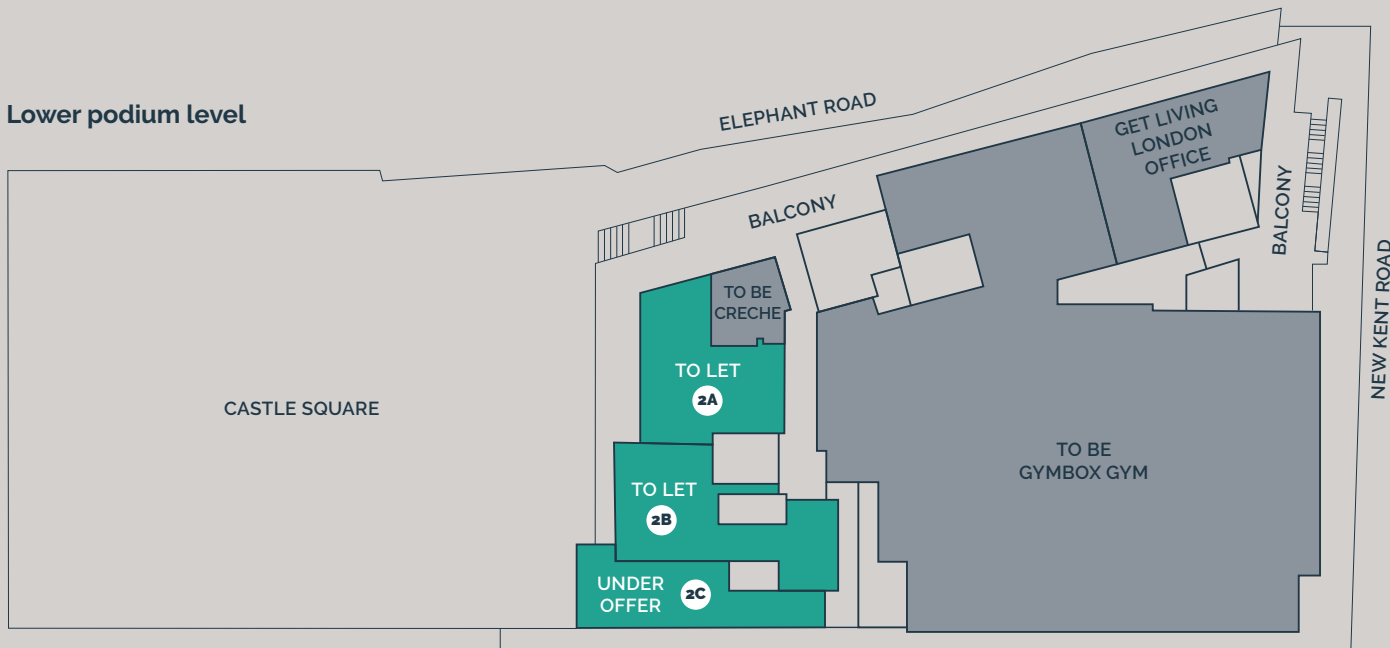 Lower podium level
ELEPHANT ROAD
GET LIVING
LONDON
OFFICE
BALCONY
BALCONY
NEW KENT ROAD
TO BE
CRECHE
TO LET
2A
CASTLE SQUARE
TO BE
GYMBOX GYM
TO LET
2B
UNDER
OFFER
2C